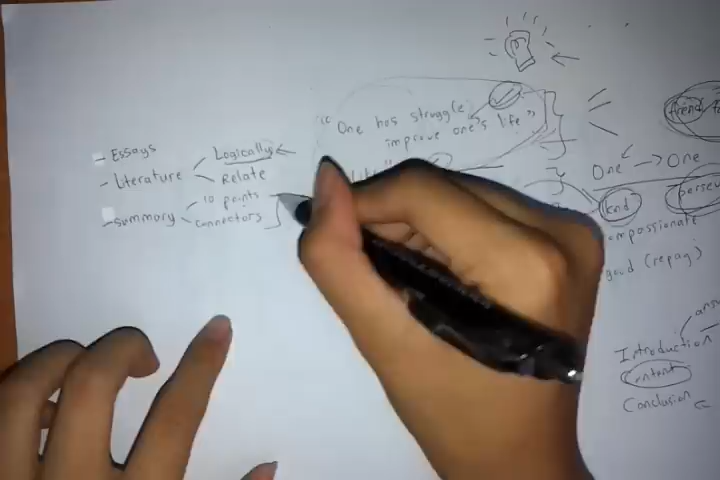 - Essays
- Literature
Logically
Relate
- Summary
10 points
connectors
"One has struggle
improve one's life"
One → One
friend
kind
compassionate
good (repay)
Introduction
Content
Conclusion